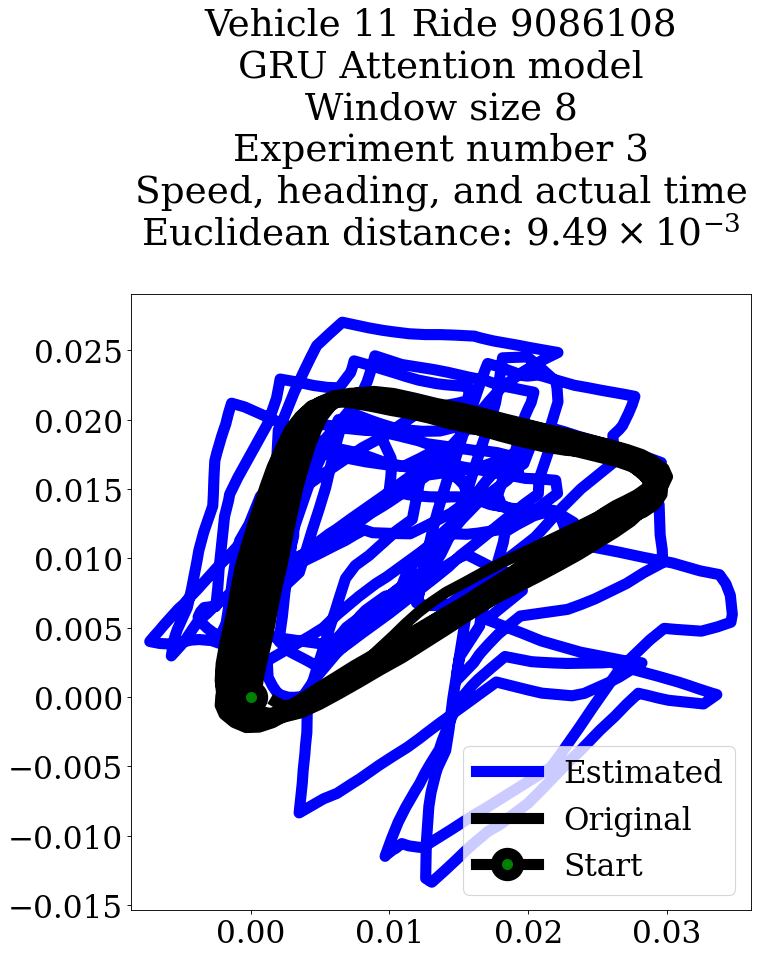 Vehicle 11 Ride 9086108
GRU Attention model
Window size 8
Experiment number 3
Speed, heading, and actual time
Euclidean distance: 9.49 × 10⁻³
0.025
0.020
0.015
0.010
0.005
0.000
−0.005
−0.010
−0.015
0.00 0.01 0.02 0.03
Estimated
Original
Start